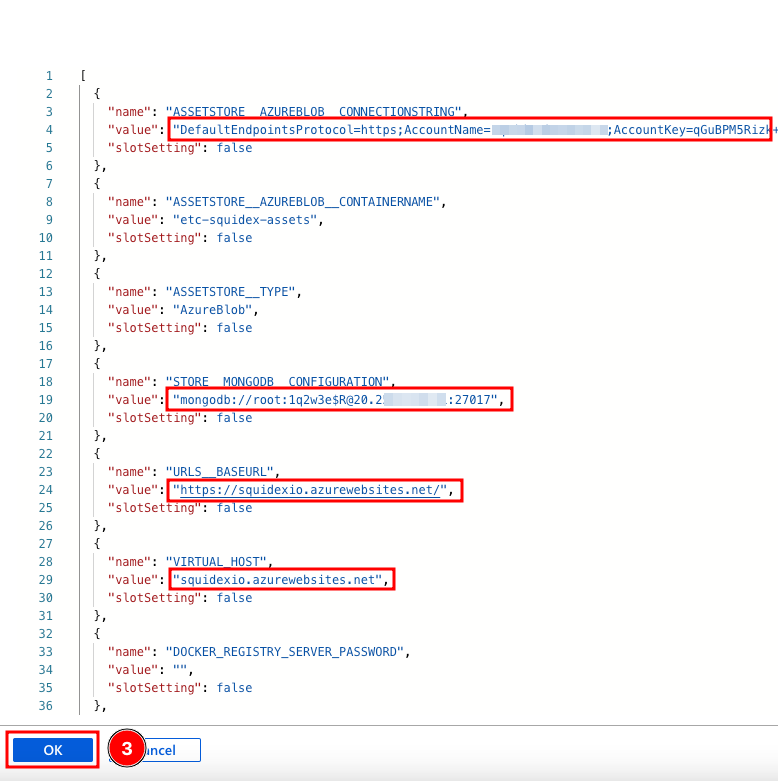 1 [
2 {
3 "name": "ASSETSTORE__AZUREBLOB__CONNECTIONSTRING",
4 "value": "DefaultEndpointsProtocol=https;AccountName= ;AccountKey=qGuBPM5Rizk+
5 "slotSetting": false
6 },
7 {
8 "name": "ASSETSTORE__AZUREBLOB__CONTAINERNAME",
9 "value": "etc-squidex-assets",
10 "slotSetting": false
11 },
12 {
13 "name": "ASSETSTORE__TYPE",
14 "value": "AzureBlob",
15 "slotSetting": false
16 },
17 {
18 "name": "STORE__MONGODB__CONFIGURATION",
19 "value": "mongodb://root:1q2w3e$R@20.2 :27017",
20 "slotSetting": false
21 },
22 {
23 "name": "URLS__BASEURL",
24 "value": "https://squidexio.azurewebsites.net/",
25 "slotSetting": false
26 },
27 {
28 "name": "VIRTUAL_HOST",
29 "value": "squidexio.azurewebsites.net",
30 "slotSetting": false
31 },
32 {
33 "name": "DOCKER_REGISTRY_SERVER_PASSWORD",
34 "value": "",
35 "slotSetting": false
36 },
OK 3 ncel